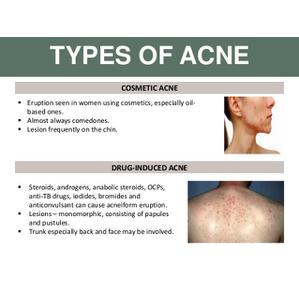 TYPES OF ACNE
COSMETIC ACNE
▪ Eruption seen in women using cosmetics, especially oil-
based ones.
▪ Almost always comedones.
▪ Lesion frequently on the chin.
DRUG-INDUCED ACNE
▪ Steroids, androgens, anabolic steroids, OCPs,
anti-TB drugs, iodides, bromides and
anticonvulsant can cause acneiform eruption.
▪ Lesions – monomorphic, consisting of papules
and pustules.
▪ Trunk especially back and face may be involved.